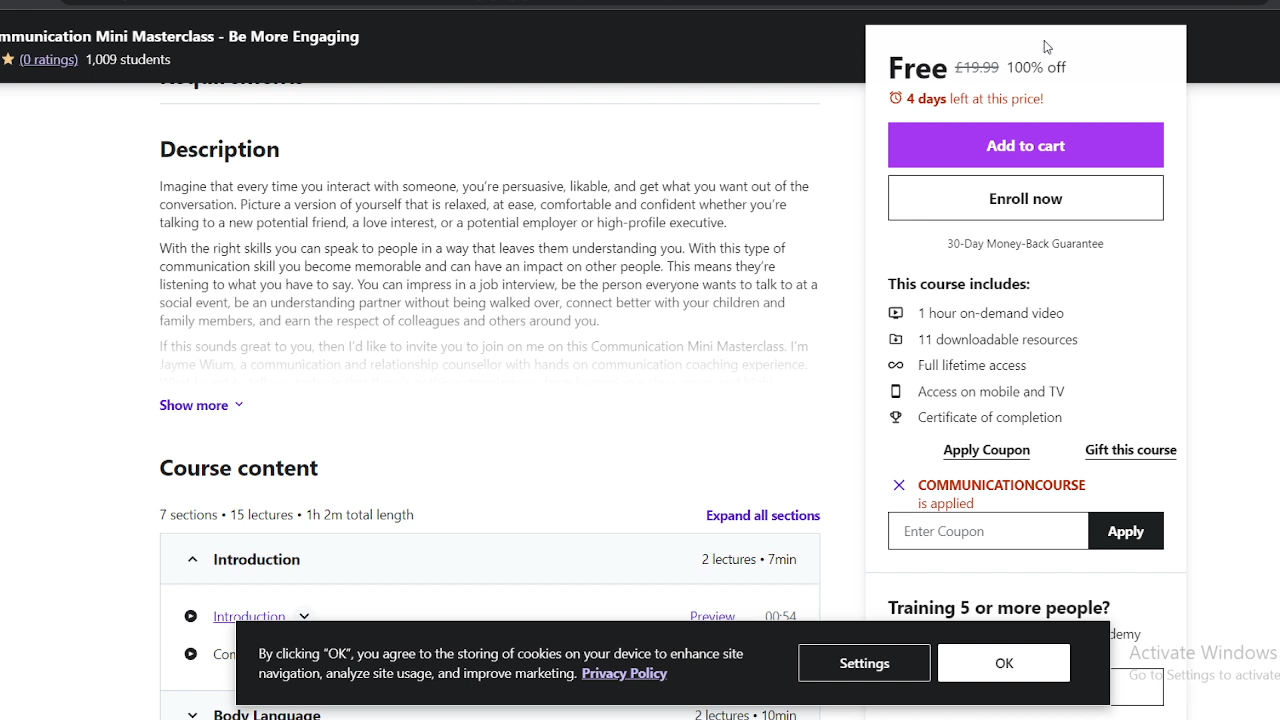 mmunication Mini Masterclass - Be More Engaging
(0 ratings) 1,009 students
Free £19.99 100% off
4 days left at this price!
Add to cart
Enroll now
30-Day Money-Back Guarantee
This course includes:
1 hour on-demand video
11 downloadable resources
Full lifetime access
Access on mobile and TV
Certificate of completion
Apply Coupon Gift this course
COMMUNICATIONCOURSE
is applied
Enter Coupon Apply
Training 5 or more people?
demy
Requirements
Description
Imagine that every time you interact with someone, you're persuasive, likable, and get what you want out of the
conversation. Picture a version of yourself that is relaxed, at ease, comfortable and confident whether you're
talking to a new potential friend, a love interest, or a potential employer or high-profile executive.
With the right skills you can speak to people in a way that leaves them understanding you. With this type of
communication skill you become memorable and can have an impact on other people. This means they're
listening to what you have to say. You can impress in a job interview, be the person everyone wants to talk to at a
social event, be an understanding partner without being walked over, connect better with your children and
family members, and earn the respect of colleagues and others around you.
If this sounds great to you, then I'd like to invite you to join on me on this Communication Mini Masterclass. I'm
Jayme Wium, a communication and relationship counsellor with hands on communication coaching experience.
Show more
Course content
7 sections • 15 lectures • 1h 2m total length Expand all sections
Introduction 2 lectures • 7min
Introduction Preview 00:54
Con
Body Language 2 lectures • 10min
By clicking "OK", you agree to the storing of cookies on your device to enhance site
navigation, analyze site usage, and improve marketing. Privacy Policy
Settings OK
Activate Windows
Go to Settings to activate